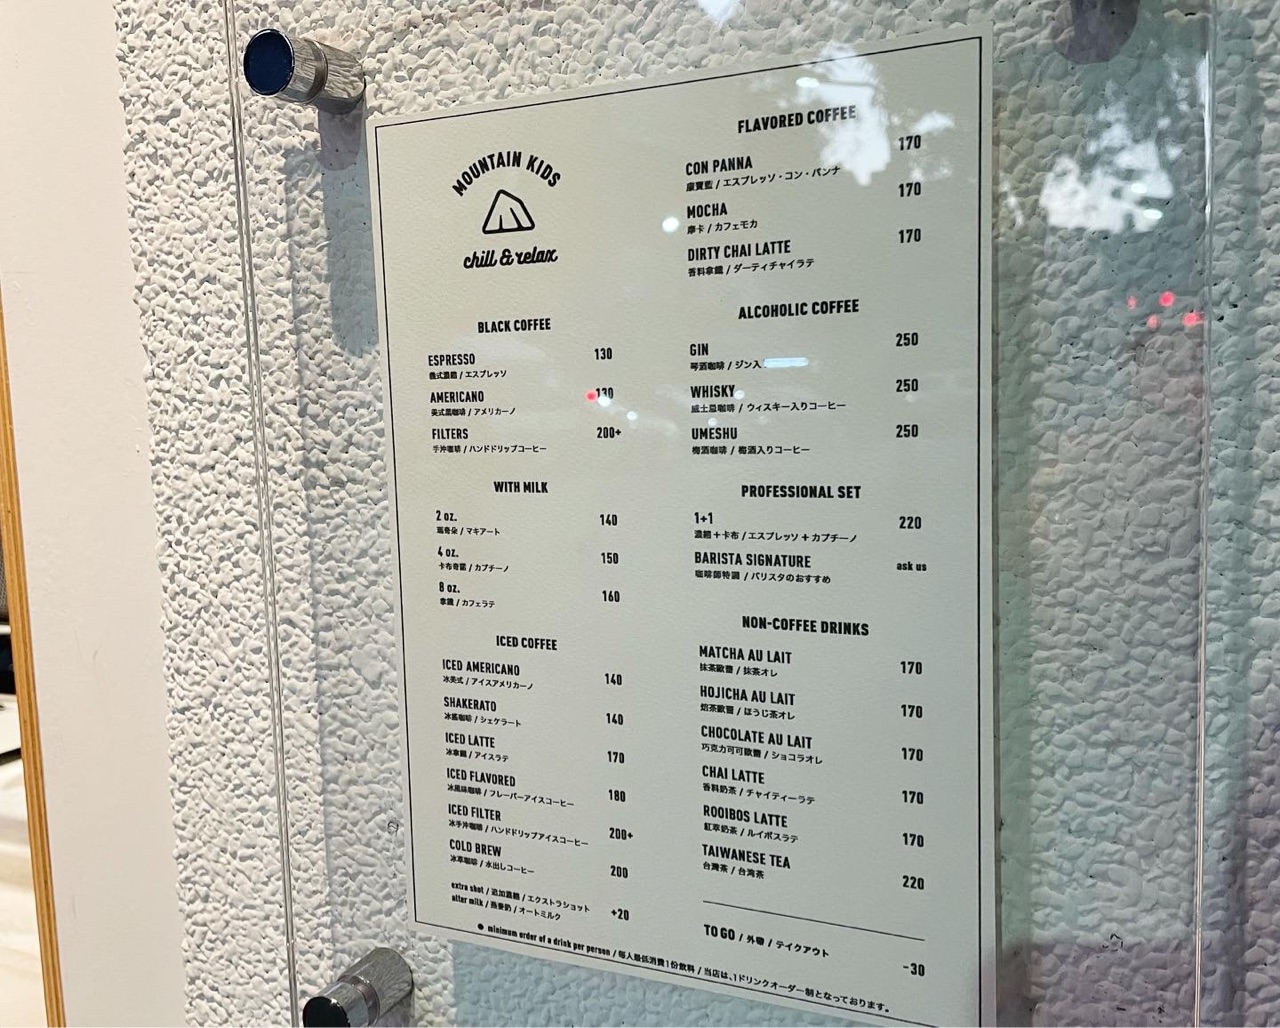 MOUNTAIN KIDS
chill & relax
BLACK COFFEE
ESPRESSO 130
義式濃縮 / エスプレッソ
AMERICANO 130
美式黑咖啡 / アメリカーノ
FILTERS 200+
手沖咖啡 / ハンドドリップコーヒー
WITH MILK
2 oz. 140
瑪奇朵 / マキアート
4 oz. 150
卡布奇諾 / カプチーノ
8 oz. 160
拿鐵 / カフェラテ
ICED COFFEE
ICED AMERICANO 140
冰美式 / アイスアメリカーノ
SHAKERATO 140
冰搖咖啡 / シェケラート
ICED LATTE 170
冰拿鐵 / アイスラテ
ICED FLAVORED 180
冰風味咖啡 / フレーバーアイスコーヒー
ICED FILTER 200+
冰手沖咖啡 / ハンドドリップアイスコーヒー
COLD BREW 200
冰萃咖啡 / 水出しコーヒー
extra shot / 追加濃縮 / エクストラショット +20
alter milk / 燕麥奶 / オートミルク
FLAVORED COFFEE
CON PANNA 170
康寶藍 / エスプレッソ・コン・パンナ
MOCHA 170
摩卡 / カフェモカ
DIRTY CHAI LATTE 170
香料拿鐵 / ダーティチャイラテ
ALCOHOLIC COFFEE
GIN 250
琴酒咖啡 / ジン入
WHISKY 250
威士忌咖啡 / ウィスキー入りコーヒー
UMESHU 250
梅酒咖啡 / 梅酒入りコーヒー
PROFESSIONAL SET
1+1 220
濃縮＋卡布 / エスプレッソ + カプチーノ
BARISTA SIGNATURE ask us
咖啡師特調 / バリスタのおすすめ
NON-COFFEE DRINKS
MATCHA AU LAIT 170
抹茶歐蕾 / 抹茶オレ
HOJICHA AU LAIT 170
焙茶歐蕾 / ほうじ茶オレ
CHOCOLATE AU LAIT 170
巧克力可可歐蕾 / ショコラオレ
CHAI LATTE 170
香料奶茶 / チャイティーラテ
ROOIBOS LATTE 170
紅萃奶茶 / ルイボスラテ
TAIWANESE TEA 220
台灣茶 / 台湾茶
TO GO / 外帶 / テイクアウト -30
● minimum order of a drink per person / 每人最低消費1份飲料 / 当店は、1ドリンクオーダー制となっております。